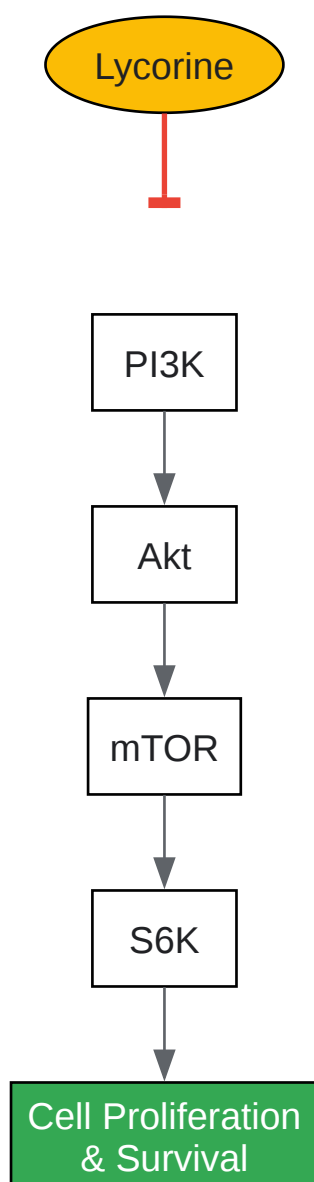 Lycorine
PI3K
Akt
mTOR
S6K
Cell Proliferation
& Survival